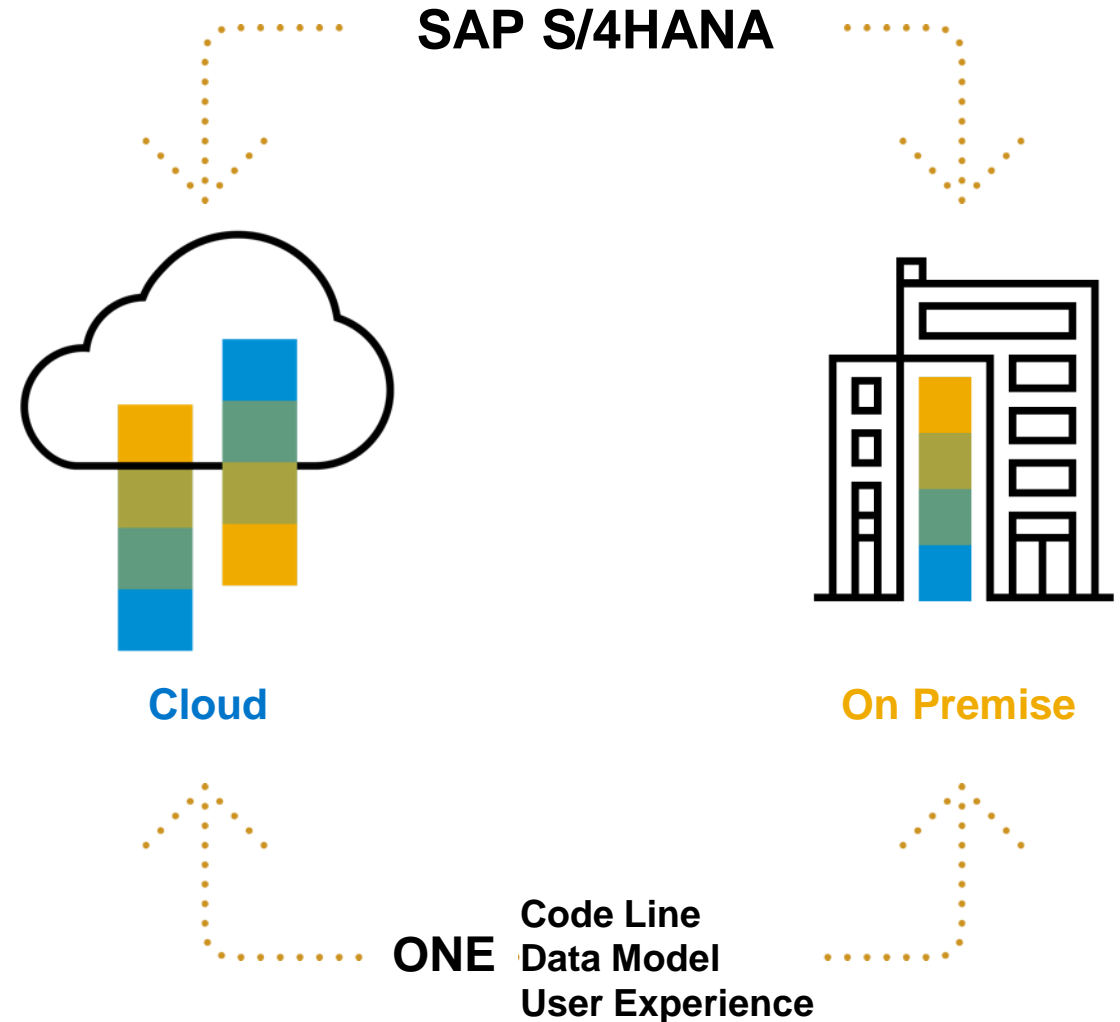 SAP S/4HANA
Cloud
On Premise
ONE
Code Line
Data Model
User Experience